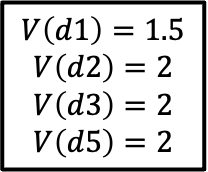 V(d1) = 1.5
V(d2) = 2
V(d3) = 2
V(d5) = 2